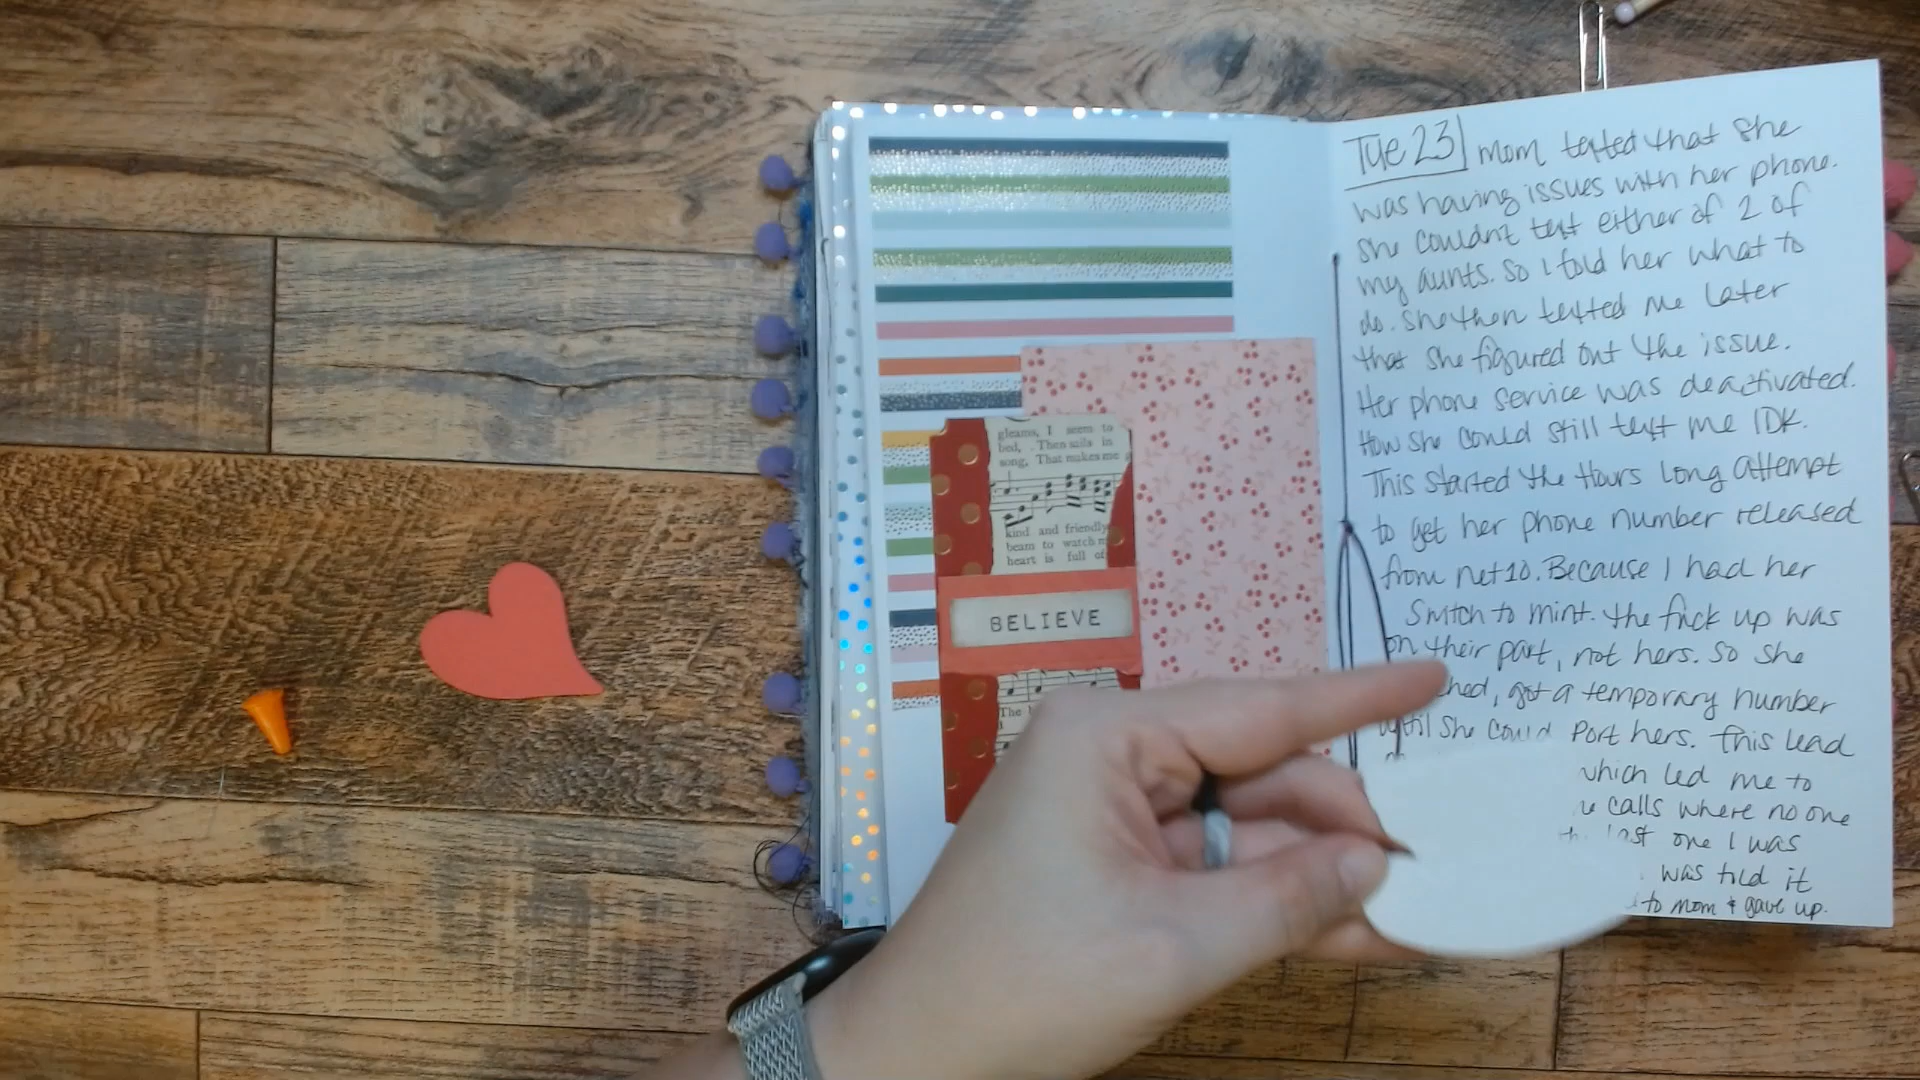 gleams, I seem to
bed, Then sails in
song, That makes me
kind and friendly
beam to watch
heart is full of
BELIEVE
The
Tue 23 mom texted that she
was having issues with her phone.
she couldnt text either of 2 of
my aunts. So I told her what to
do. She then texted me later
that she figured out the issue.
Her phone service was deactivated.
How she could still text me IDK.
This started the hours long attempt
to get her phone number released
from net10. Because I had her
Switch to mint. The fuck up was
on their part, not hers. So she
got a temporary number
until she could port hers. This lead
which led me to
calls where no one
last one I was
was told it
to mom & gave up.